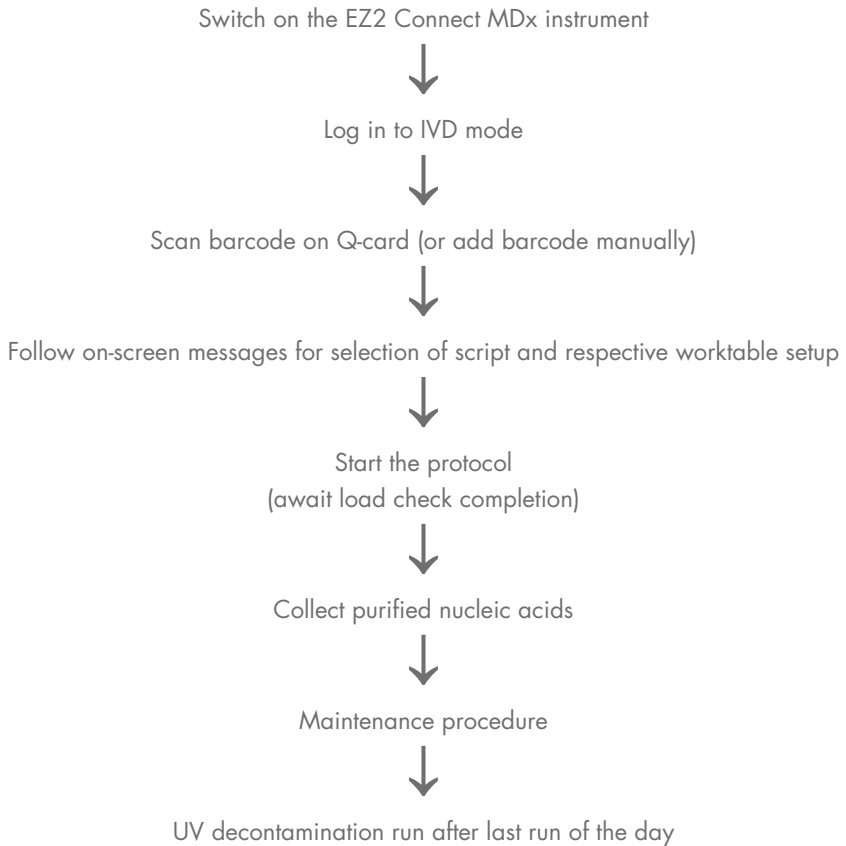 Switch on the EZ2 Connect MDx instrument
Log in to IVD mode
Scan barcode on Q-card (or add barcode manually)
Follow on-screen messages for selection of script and respective worktable setup
Start the protocol
(await load check completion)
Collect purified nucleic acids
Maintenance procedure
UV decontamination run after last run of the day